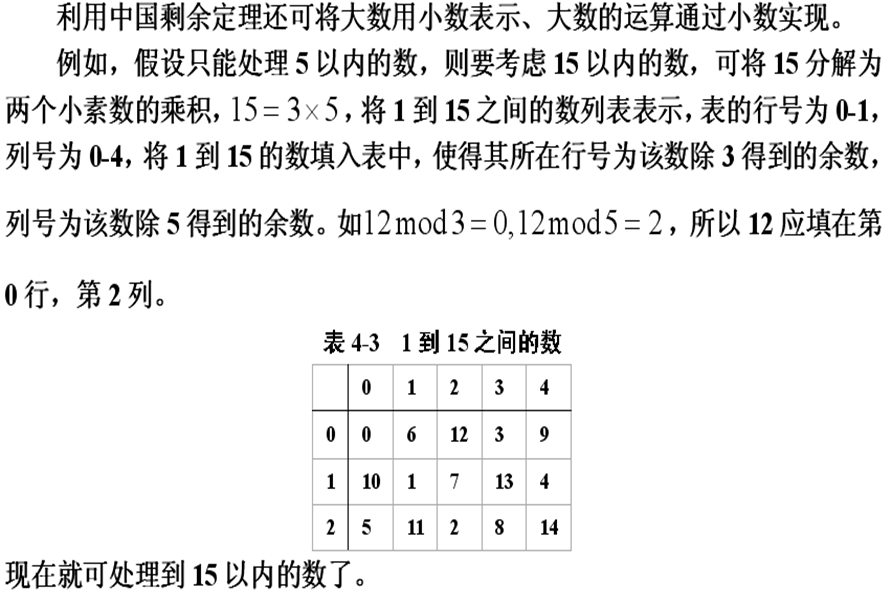 利用中国剩余定理还可将大数用小数表示、大数的运算通过小数实现。
例如，假设只能处理 5 以内的数，则要考虑 15 以内的数，可将 15 分解为
两个小素数的乘积，15 = 3×5，将 1 到 15 之间的数列表表示，表的行号为 0-1，
列号为 0-4，将 1 到 15 的数填入表中，使得其所在行号为该数除 3 得到的余数，
列号为该数除 5 得到的余数。如12mod3 = 0,12mod5 = 2，所以 12 应填在第
0 行，第 2 列。
表 4-3 1 到 15 之间的数
0 1 2 3 4
0 0 6 12 3 9
1 10 1 7 13 4
2 5 11 2 8 14
现在就可处理到 15 以内的数了。